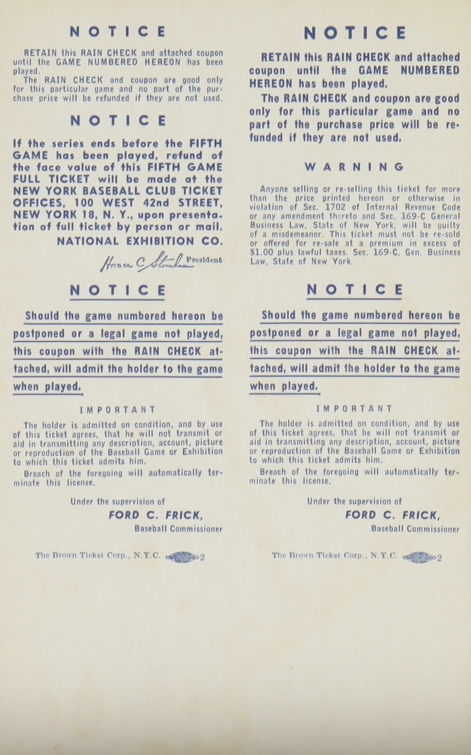 NOTICE
RETAIN this RAIN CHECK and attached coupon
until the GAME NUMBERED HEREON has been
played.
The RAIN CHECK and coupon are good only
for this particular game and no part of the pur-
chase price will be refunded if they are not used.
NOTICE
If the series ends before the FIFTH
GAME has been played, refund of
the face value of this FIFTH GAME
FULL TICKET will be made at the
NEW YORK BASEBALL CLUB TICKET
OFFICES, 100 WEST 42nd STREET,
NEW YORK 18, N. Y., upon presenta-
tion of full ticket by person or mail.
NATIONAL EXHIBITION CO.
Horace C Stoneham President
NOTICE
Should the game numbered hereon be
postponed or a legal game not played,
this coupon with the RAIN CHECK at-
tached, will admit the holder to the game
when played.
IMPORTANT
The holder is admitted on condition, and by use
of this ticket agrees, that he will not transmit or
aid in transmitting any description, account, picture
or reproduction of the Baseball Game or Exhibition
to which this ticket admits him.
Breach of the foregoing will automatically ter-
minate this license.
Under the supervision of
FORD C. FRICK,
Baseball Commissioner
The Brown Ticket Corp., N.Y.C. 2
NOTICE
RETAIN this RAIN CHECK and attached
coupon until the GAME NUMBERED
HEREON has been played.
The RAIN CHECK and coupon are good
only for this particular game and no
part of the purchase price will be re-
funded if they are not used.
WARNING
Anyone selling or re-selling this ticket for more
than the price printed hereon or otherwise in
violation of Sec. 1702 of Internal Revenue Code
or any amendment thereto and Sec. 169-C General
Business Law, State of New York, will be guilty
of a misdemeanor. This ticket must not be re-sold
or offered for re-sale at a premium in excess of
$1.00 plus lawful taxes. Sec. 169-C, Gen. Business
Law, State of New York.
NOTICE
Should the game numbered hereon be
postponed or a legal game not played,
this coupon with the RAIN CHECK at-
tached, will admit the holder to the game
when played.
IMPORTANT
The holder is admitted on condition, and by use
of this ticket agrees, that he will not transmit or
aid in transmitting any description, account, picture
or reproduction of the Baseball Game or Exhibition
to which this ticket admits him.
Breach of the foregoing will automatically ter-
minate this license.
Under the supervision of
FORD C. FRICK,
Baseball Commissioner
The Brown Ticket Corp., N.Y.C. 2